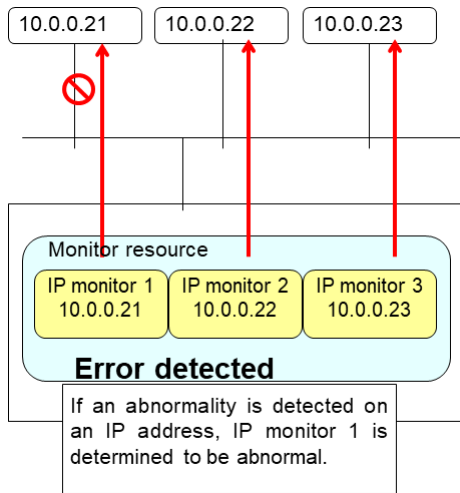 10.0.0.21
10.0.0.22
10.0.0.23
Monitor resource
IP monitor 1
10.0.0.21
IP monitor 2
10.0.0.22
IP monitor 3
10.0.0.23
Error detected
If an abnormality is detected on
an IP address, IP monitor 1 is
determined to be abnormal.